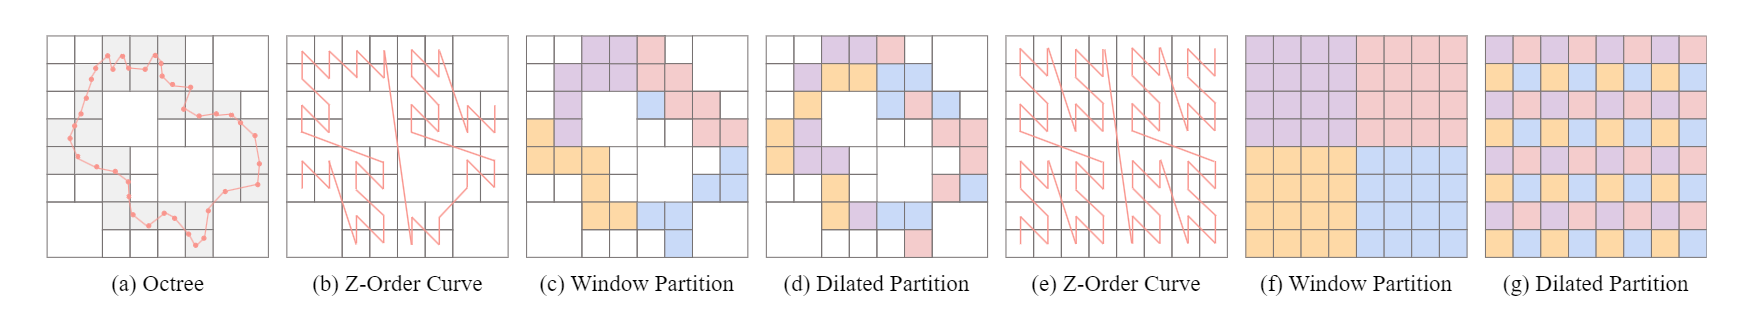 (a) Octree
(b) Z-Order Curve
(c) Window Partition
(d) Dilated Partition
(e) Z-Order Curve
(f) Window Partition
(g) Dilated Partition